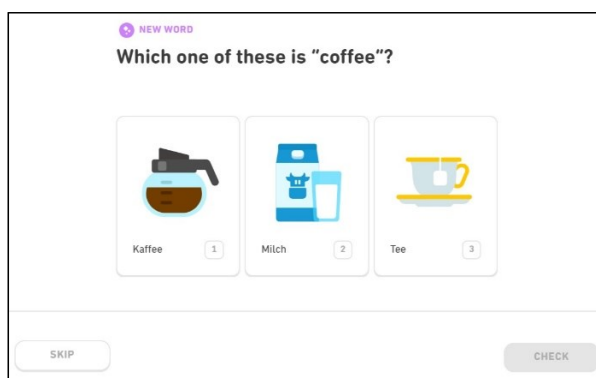 NEW WORD
Which one of these is "coffee"?
Kaffee 1
Milch 2
Tee 3
SKIP
CHECK